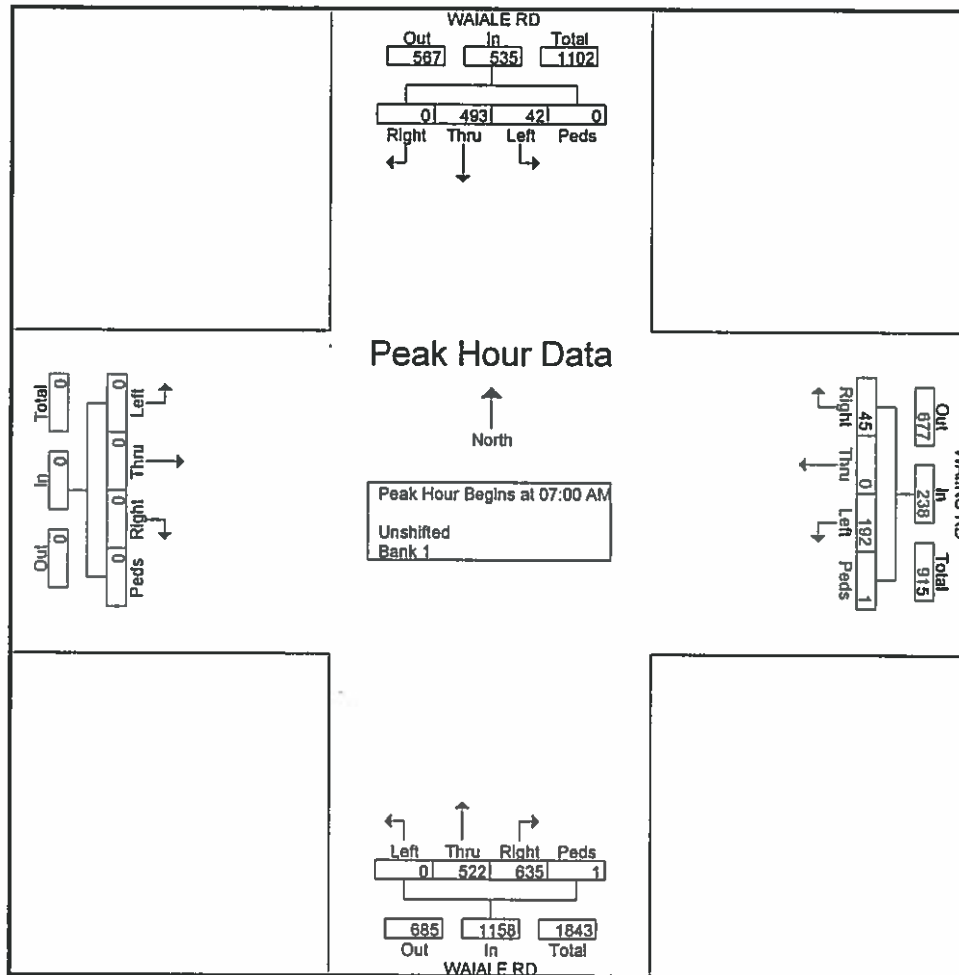 WAIALE RD
Out In Total
567 535 1102
0 493 42 0
Right Thru Left Peds
Peak Hour Data
North
Peak Hour Begins at 07:00 AM
Unshifted
Bank 1
Total In Out
0 0 0
0 0 0 0
Left Thru Right Peds
Right Thru Left Peds
45 0 192 1
677 238 915
Out In Total
Left Thru Right Peds
0 522 635 1
685 1158 1843
Out In Total
WAIALE RD